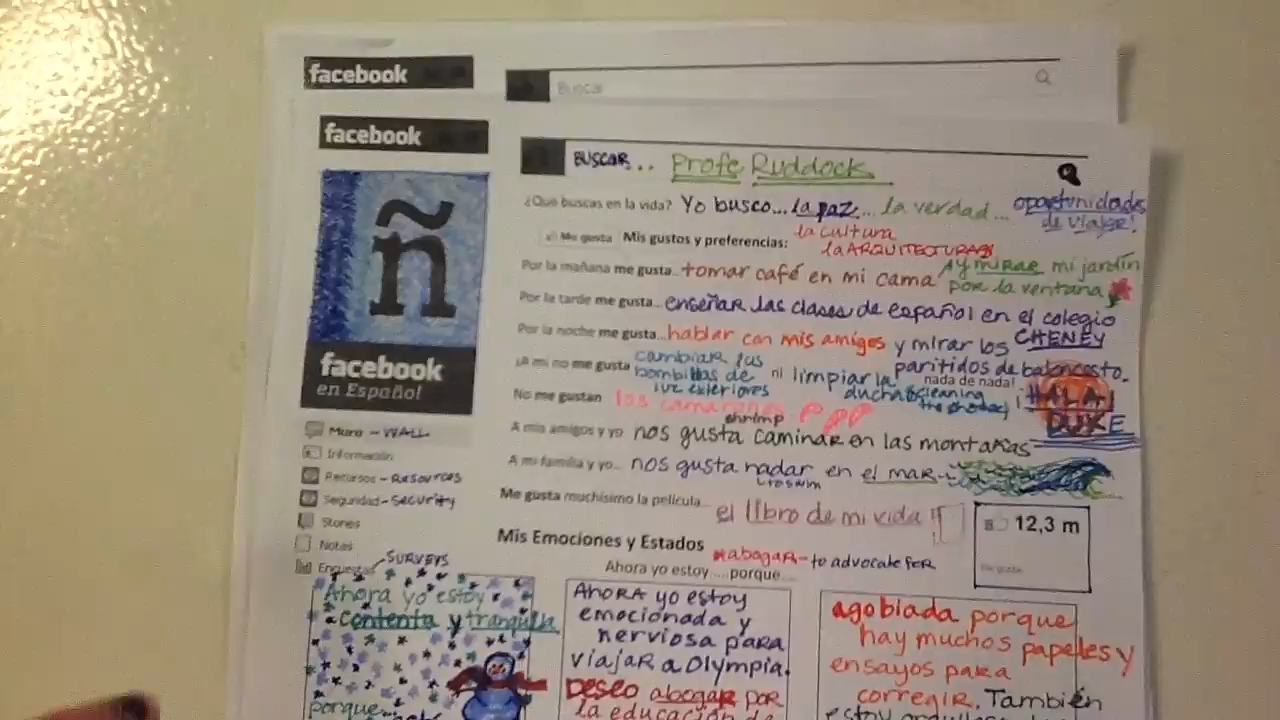 facebook
Buscar
facebook
BUSCAR.. Profe Ruddock
¿Qué buscas en la vida? Yo busco... la paz... la verdad... oportunidades de viajar!
la cultura
Me gusta Mis gustos y preferencias: la ARQUITECTURA
Por la mañana me gusta... tomar café en mi cama y mirar mi jardín por la ventana
Por la tarde me gusta... enseñar las clases de español en el colegio CHENEY
Por la noche me gusta... hablar con mis amigos y mirar los paritidos de baloncesto.
¡A mi no me gusta cambiar las bombillas de exteriores ni limpiar la ducha cleaning the shower nada de nada!
No me gustan los camarones
shrimp
DUKE
A mis amigos y yo nos gusta caminar en las montañas
A mi familia y yo... nos gusta nadar en el mar
to swim
Me gusta muchísimo la película... el libro de mi vida
12,3 m
Me gusta
Mis Emociones y Estados
*abogar - to advocate for
Ahora yo estoy ....porque...
ñ
facebook
en Español
Muro - WALL
Información
Recursos - RESOURCES
Seguridad - SECURITY
Stories
Notas
Encuestas SURVEYS
Ahora yo estoy
contenta y tranquila
porque...
AHORA yo estoy
emocionada y
nerviosa para
viajar a Olympia.
Deseo abogar por
la educación de
agobiada porque
hay muchos papeles y
ensayos para
corregir. También